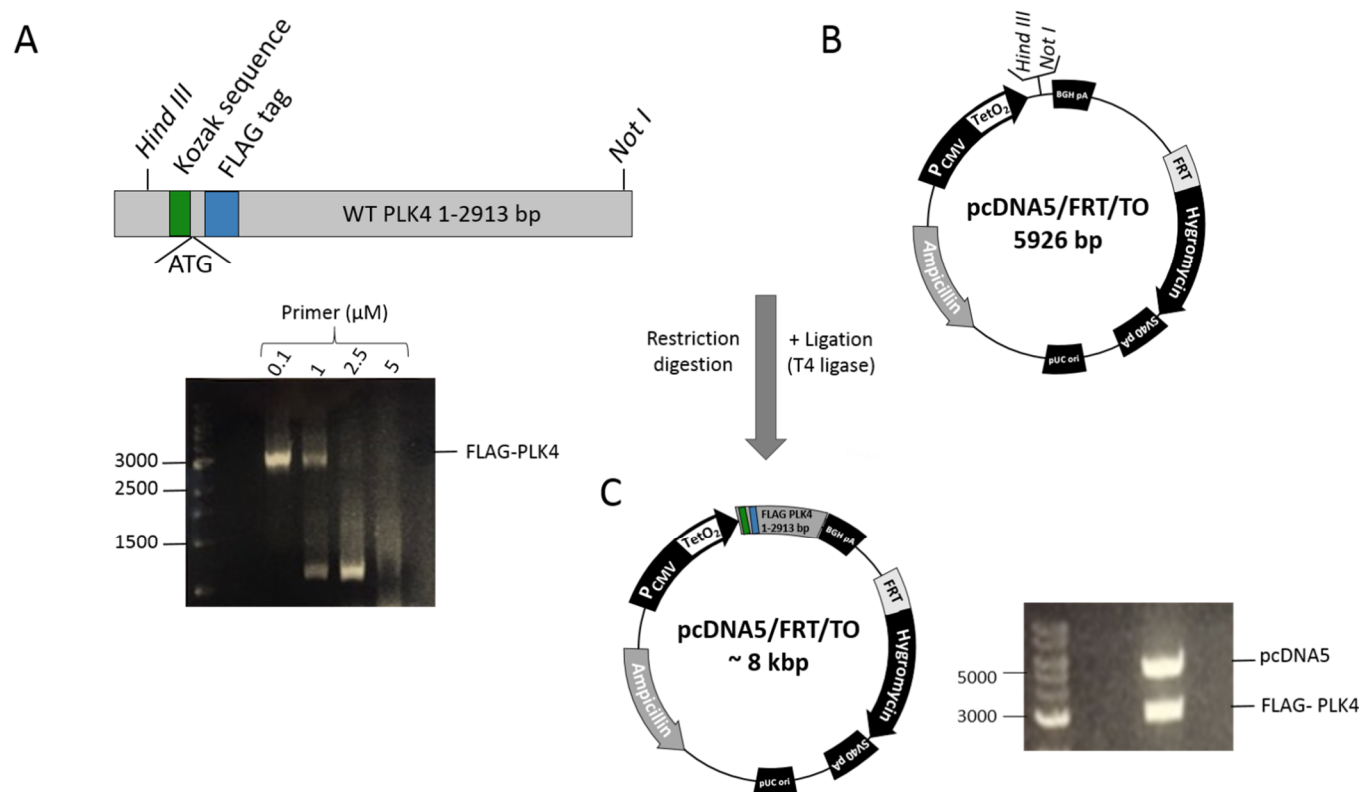 A
Hind III
Kozak sequence
FLAG tag
Not I
WT PLK4 1-2913 bp
ATG
Primer (µM)
0.1
1
2.5
5
3000
2500
1500
FLAG-PLK4
B
Hind III
Not I
BGH pA
TetO2
PCMV
FRT
pcDNA5/FRT/TO
5926 bp
Hygromycin
Ampicillin
SV40 pA
pUC ori
Restriction
digestion
+ Ligation
(T4 ligase)
C
FLAG PLK4
1-2913 bp
BGH pA
TetO2
PCMV
FRT
pcDNA5/FRT/TO
~ 8 kbp
Hygromycin
Ampicillin
SV40 pA
pUC ori
5000
3000
pcDNA5
FLAG- PLK4